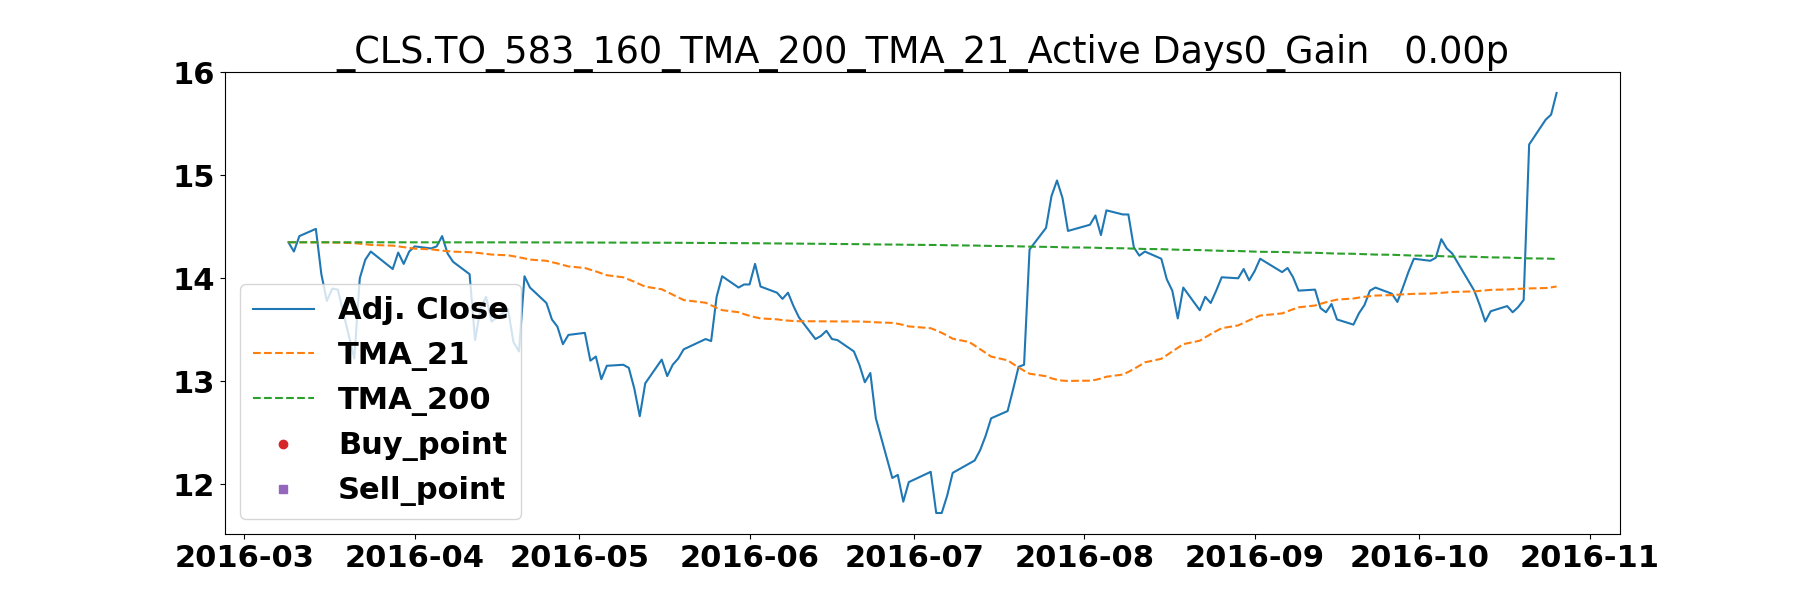 _CLS.TO_583_160_TMA_200_TMA_21_Active Days0_Gain   0.00p
16
15
14
13
12
Adj. Close
TMA_21
TMA_200
Buy_point
Sell_point
2016-03 2016-04 2016-05 2016-06 2016-07 2016-08 2016-09 2016-10 2016-11